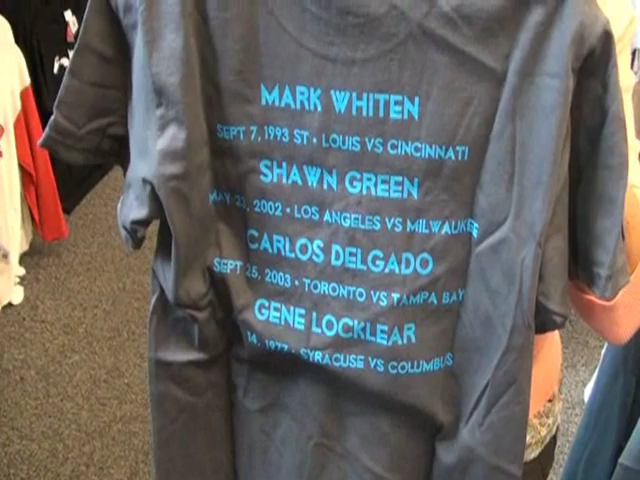 MARK WHITEN
SEPT 7, 1993 ST • LOUIS VS CINCINNATI
SHAWN GREEN
MAY 23, 2002 • LOS ANGELES VS MILWAUKEE
CARLOS DELGADO
SEPT 25, 2003 • TORONTO VS TAMPA BAY
GENE LOCKLEAR
14, 1977 • SYRACUSE VS COLUMBUS